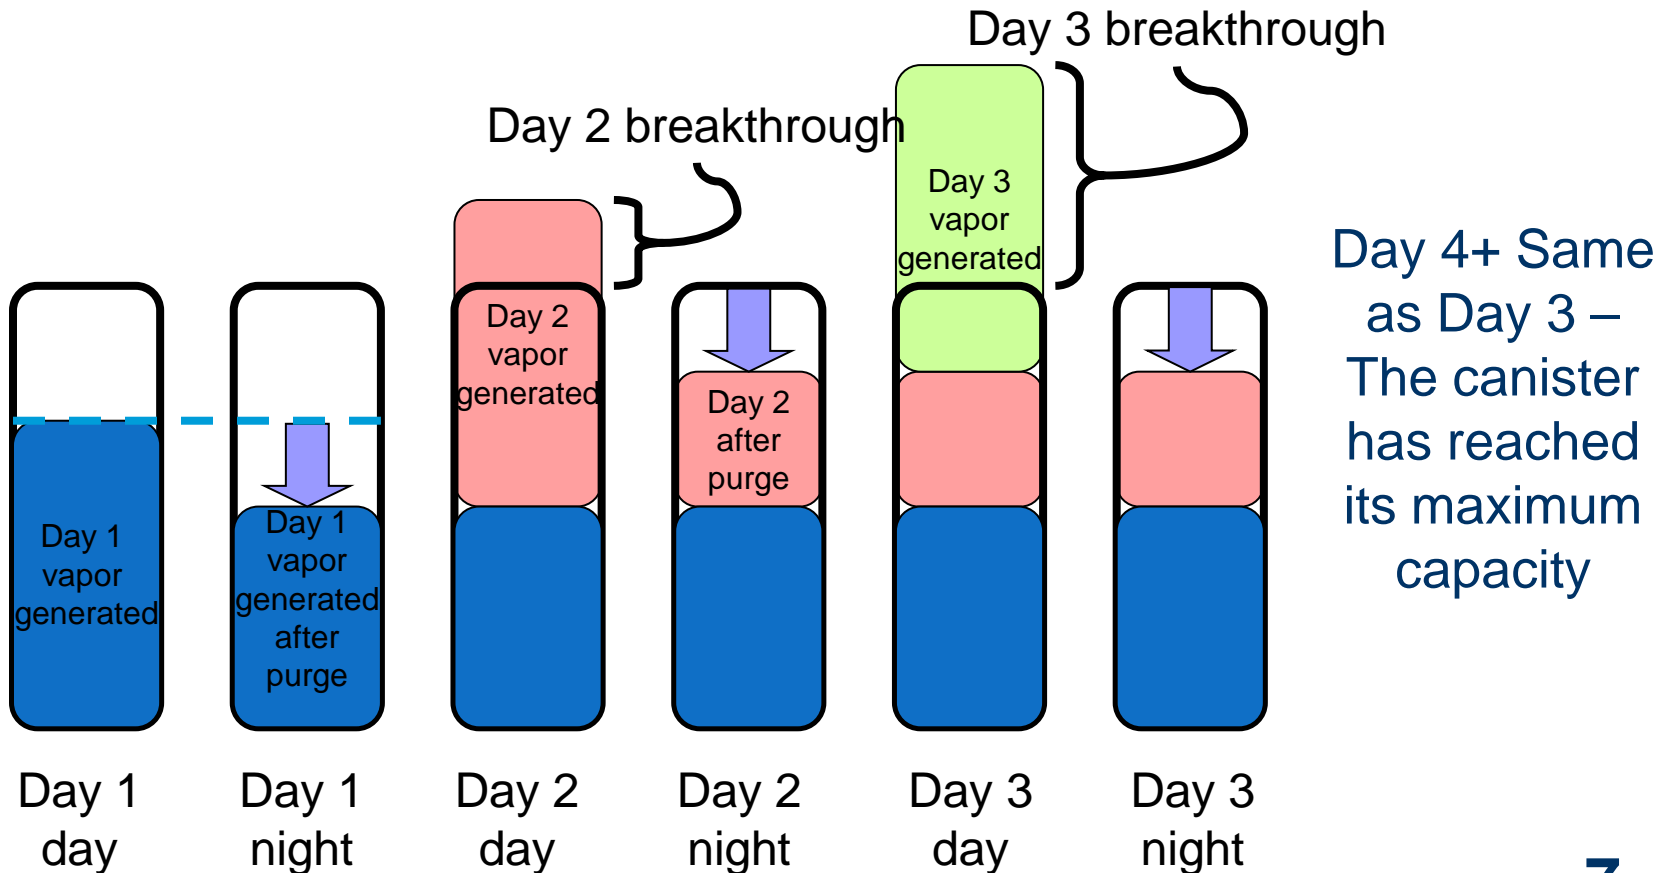 Day 3 breakthrough
Day 2 breakthrough
Day 3
vapor
generated
Day 2
vapor
generated
Day 2
after
purge
Day 1
vapor
generated
Day 1
vapor
generated
after
purge
Day 4+ Same
as Day 3 –
The canister
has reached
its maximum
capacity
Day 1
day
Day 1
night
Day 2
day
Day 2
night
Day 3
day
Day 3
night